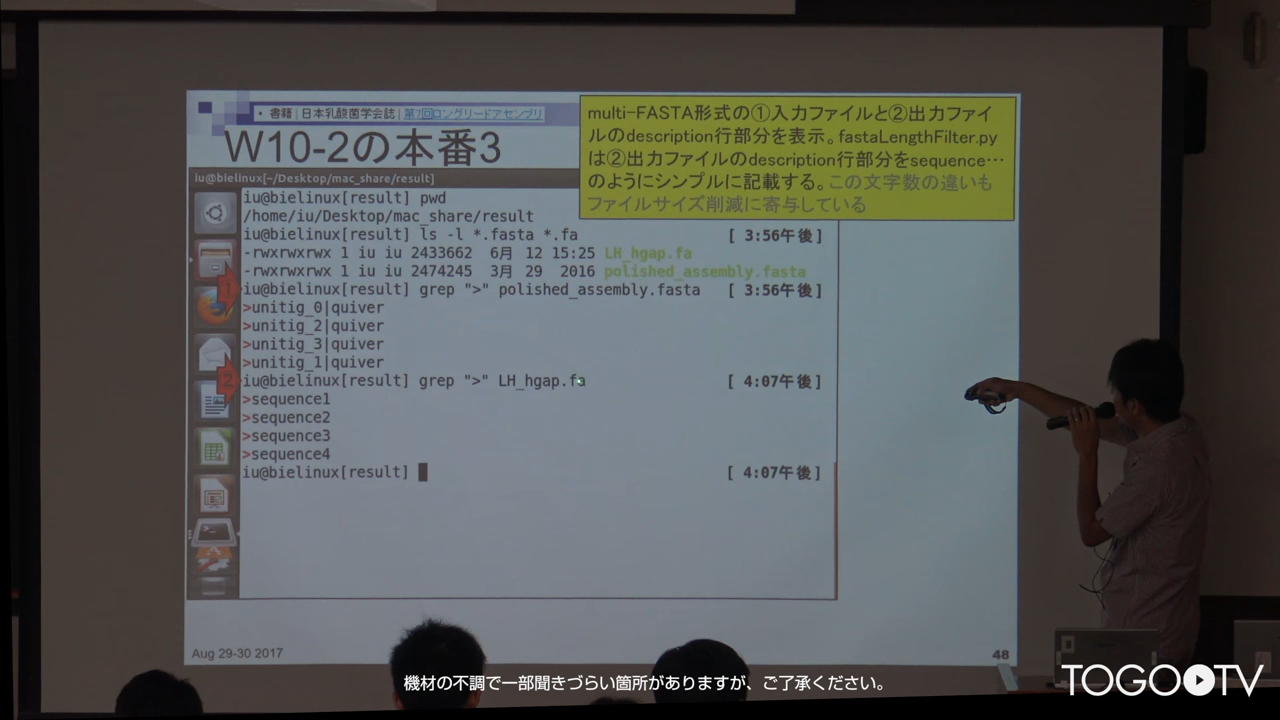 ・書籍 | 日本乳酸菌学会誌 | 第7回ロングリードアセンブリ
W10-2の本番3
multi-FASTA形式の①入力ファイルと②出力ファイ
ルのdescription行部分を表示。fastaLengthFilter.py
は②出力ファイルのdescription行部分をsequence…
のようにシンプルに記載する。この文字数の違いも
ファイルサイズ削減に寄与している
iu@bielinux[~/Desktop/mac_share/result]
iu@bielinux[result] pwd
/home/iu/Desktop/mac_share/result
iu@bielinux[result] ls -l *.fasta *.fa [ 3:56午後]
-rwxrwxrwx 1 iu iu 2433662 6月 12 15:25 LH_hgap.fa
-rwxrwxrwx 1 iu iu 2474245 3月 29 2016 polished_assembly.fasta
1
iu@bielinux[result] grep ">" polished_assembly.fasta [ 3:56午後]
>unitig_0|quiver
>unitig_2|quiver
>unitig_3|quiver
>unitig_1|quiver
2
iu@bielinux[result] grep ">" LH_hgap.fa [ 4:07午後]
>sequence1
>sequence2
>sequence3
>sequence4
iu@bielinux[result] [ 4:07午後]
Aug 29-30 2017
48
機材の不調で一部聞きづらい箇所がありますが、ご了承ください。
TOGO TV